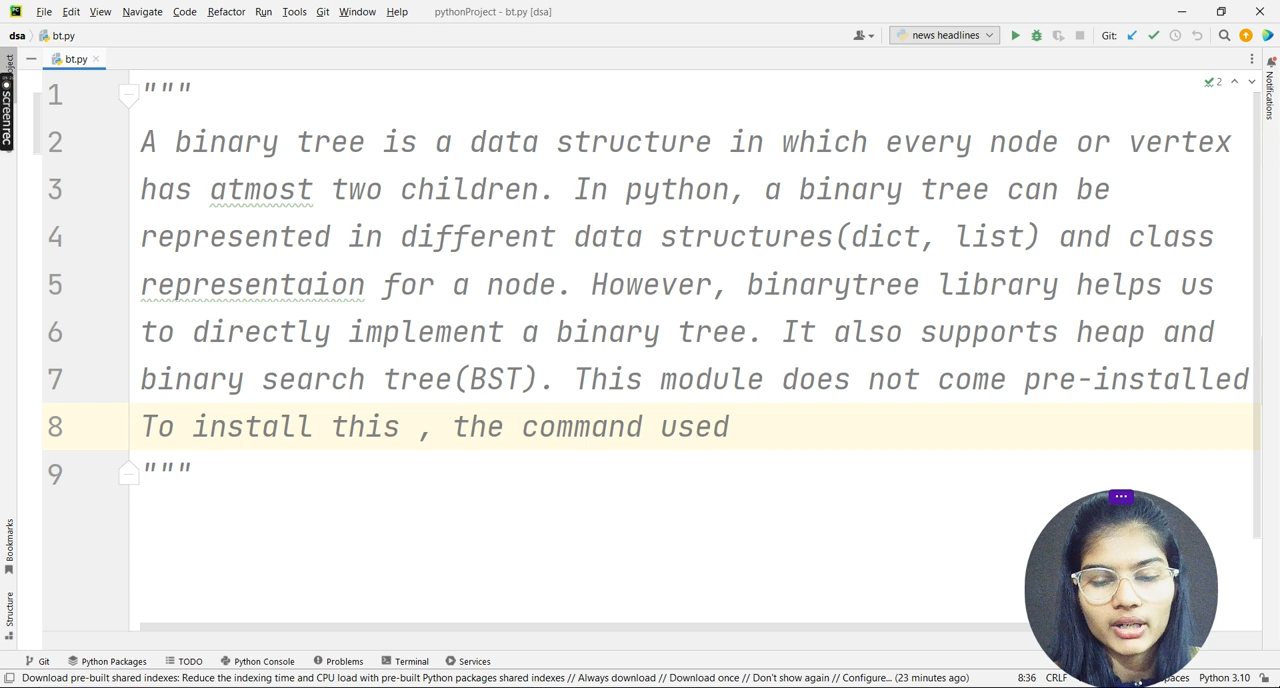 File Edit View Navigate Code Refactor Run Tools Git Window Help pythonProject - bt.py [dsa]
dsa bt.py news headlines Git:
bt.py
2
1 """
2 A binary tree is a data structure in which every node or vertex
3 has atmost two children. In python, a binary tree can be
4 represented in different data structures(dict, list) and class
5 representaion for a node. However, binarytree library helps us
6 to directly implement a binary tree. It also supports heap and
7 binary search tree(BST). This module does not come pre-installed
8 To install this , the command used
9 """
screenrec
Notifications
Bookmarks
Structure
Git Python Packages TODO Python Console Problems Terminal Services
Download pre-built shared indexes: Reduce the indexing time and CPU load with pre-built Python packages shared indexes // Always download // Download once // Don't show again // Configure... (23 minutes ago) 8:36 CRLF Python 3.10